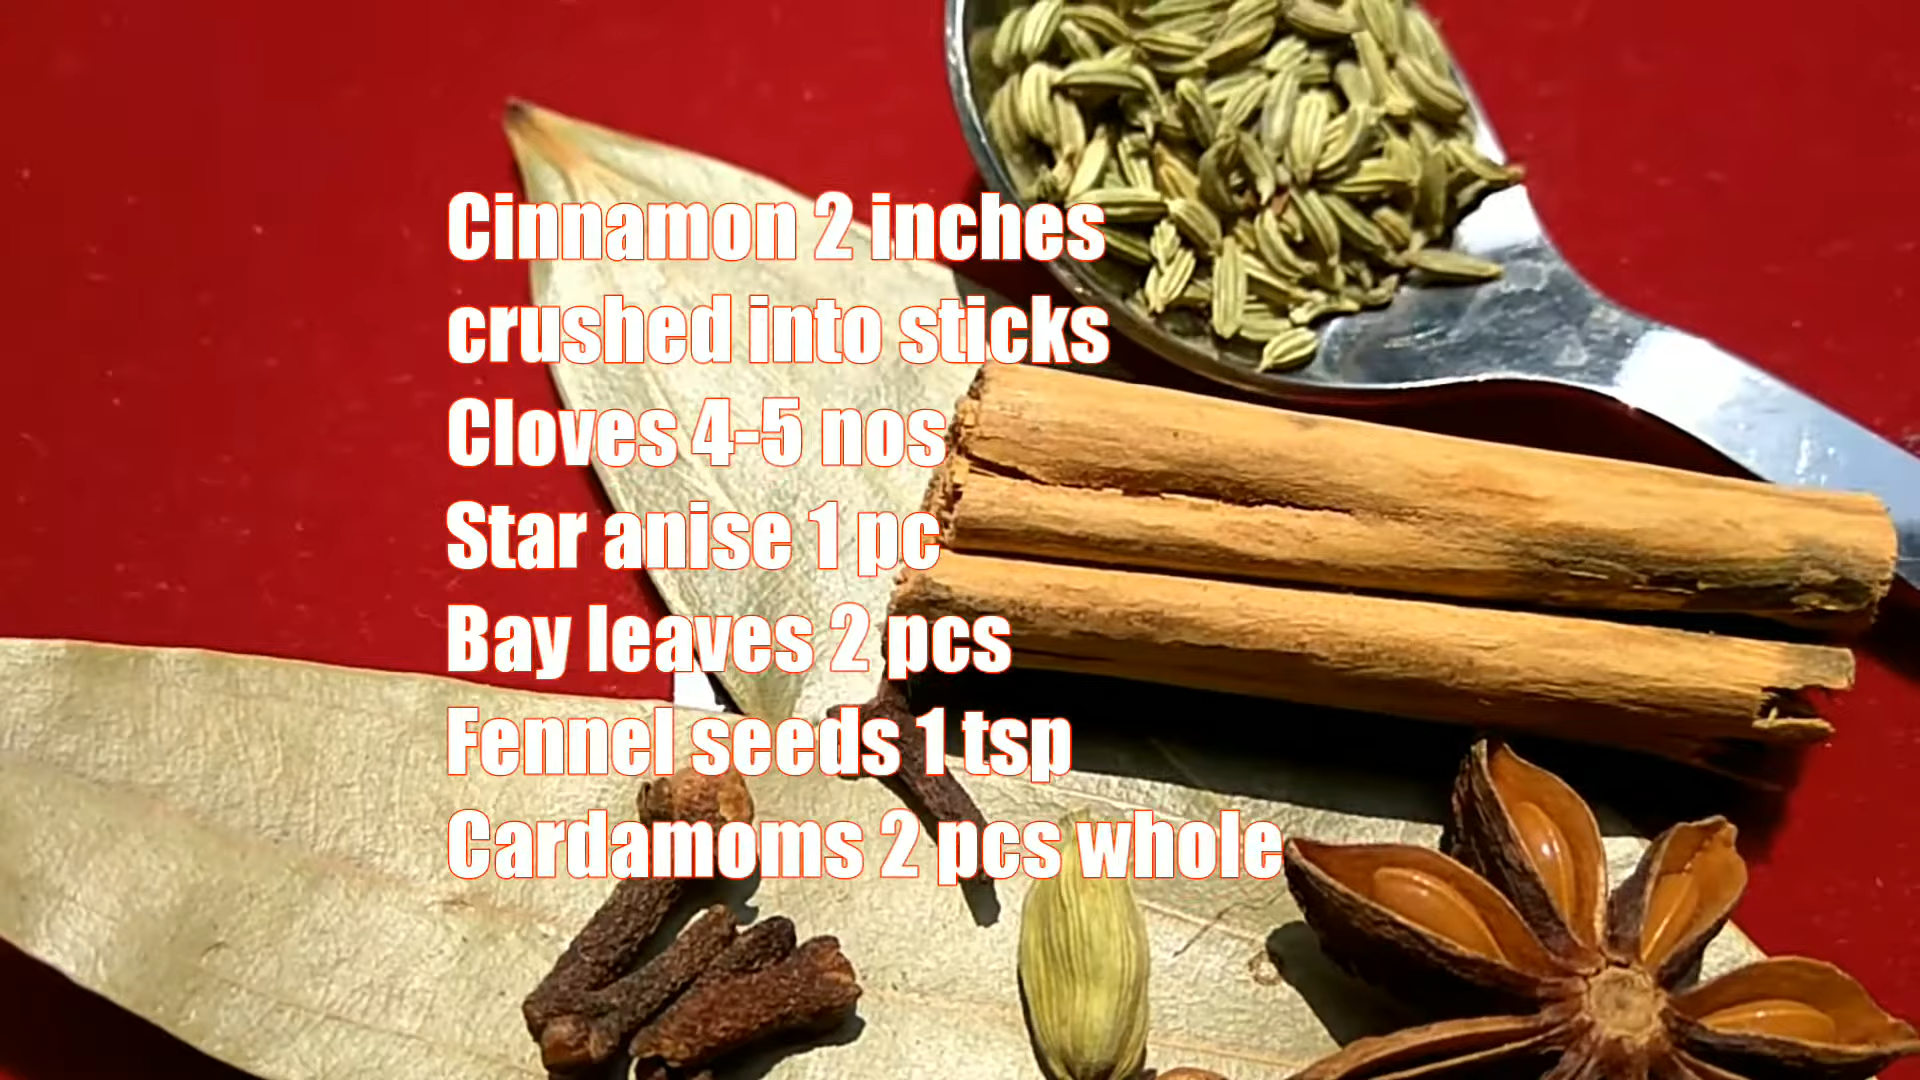 Cinnamon 2 inches
crushed into sticks
Cloves 4-5 nos
Star anise 1 pc
Bay leaves 2 pcs
Fennel seeds 1 tsp
Cardamoms 2 pcs whole